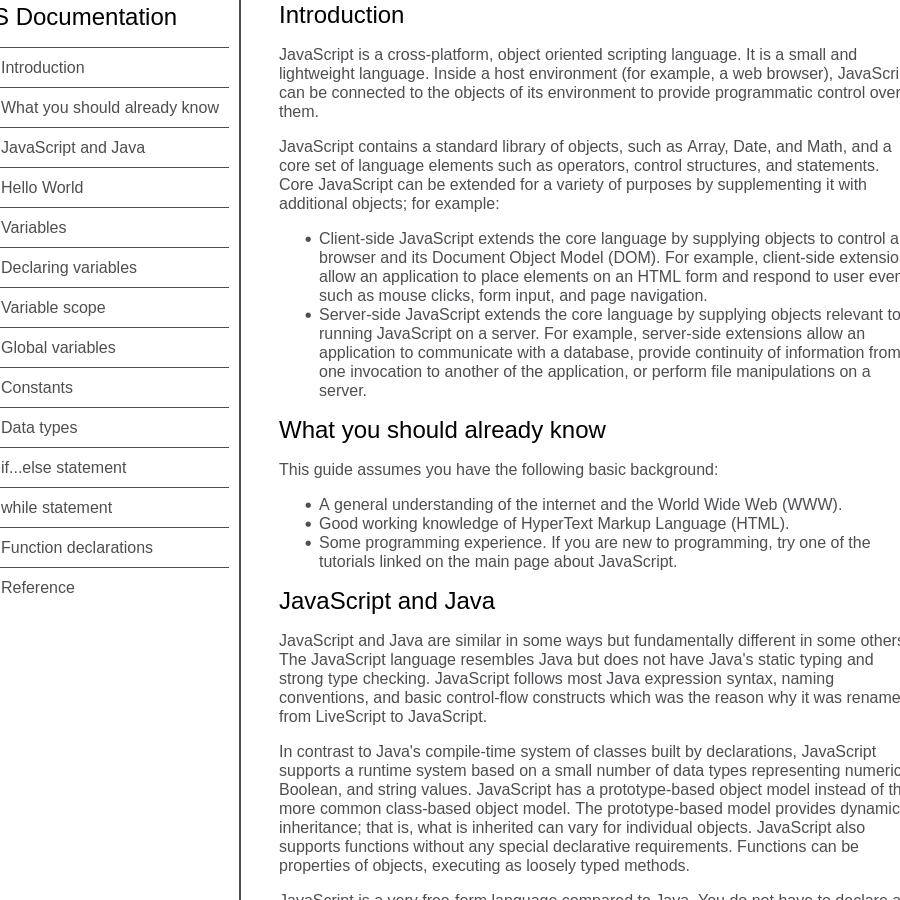 S Documentation
Introduction
What you should already know
JavaScript and Java
Hello World
Variables
Declaring variables
Variable scope
Global variables
Constants
Data types
if...else statement
while statement
Function declarations
Reference
Introduction
JavaScript is a cross-platform, object oriented scripting language. It is a small and
lightweight language. Inside a host environment (for example, a web browser), JavaScri
can be connected to the objects of its environment to provide programmatic control over
them.
JavaScript contains a standard library of objects, such as Array, Date, and Math, and a
core set of language elements such as operators, control structures, and statements.
Core JavaScript can be extended for a variety of purposes by supplementing it with
additional objects; for example:
• Client-side JavaScript extends the core language by supplying objects to control a
browser and its Document Object Model (DOM). For example, client-side extensio
allow an application to place elements on an HTML form and respond to user ever
such as mouse clicks, form input, and page navigation.
• Server-side JavaScript extends the core language by supplying objects relevant to
running JavaScript on a server. For example, server-side extensions allow an
application to communicate with a database, provide continuity of information from
one invocation to another of the application, or perform file manipulations on a
server.
What you should already know
This guide assumes you have the following basic background:
• A general understanding of the internet and the World Wide Web (WWW).
• Good working knowledge of HyperText Markup Language (HTML).
• Some programming experience. If you are new to programming, try one of the
tutorials linked on the main page about JavaScript.
JavaScript and Java
JavaScript and Java are similar in some ways but fundamentally different in some others
The JavaScript language resembles Java but does not have Java's static typing and
strong type checking. JavaScript follows most Java expression syntax, naming
conventions, and basic control-flow constructs which was the reason why it was rename
from LiveScript to JavaScript.
In contrast to Java's compile-time system of classes built by declarations, JavaScript
supports a runtime system based on a small number of data types representing numeric
Boolean, and string values. JavaScript has a prototype-based object model instead of th
more common class-based object model. The prototype-based model provides dynamic
inheritance; that is, what is inherited can vary for individual objects. JavaScript also
supports functions without any special declarative requirements. Functions can be
properties of objects, executing as loosely typed methods.
JavaScript is a very free-form language compared to Java. You do not have to declare a